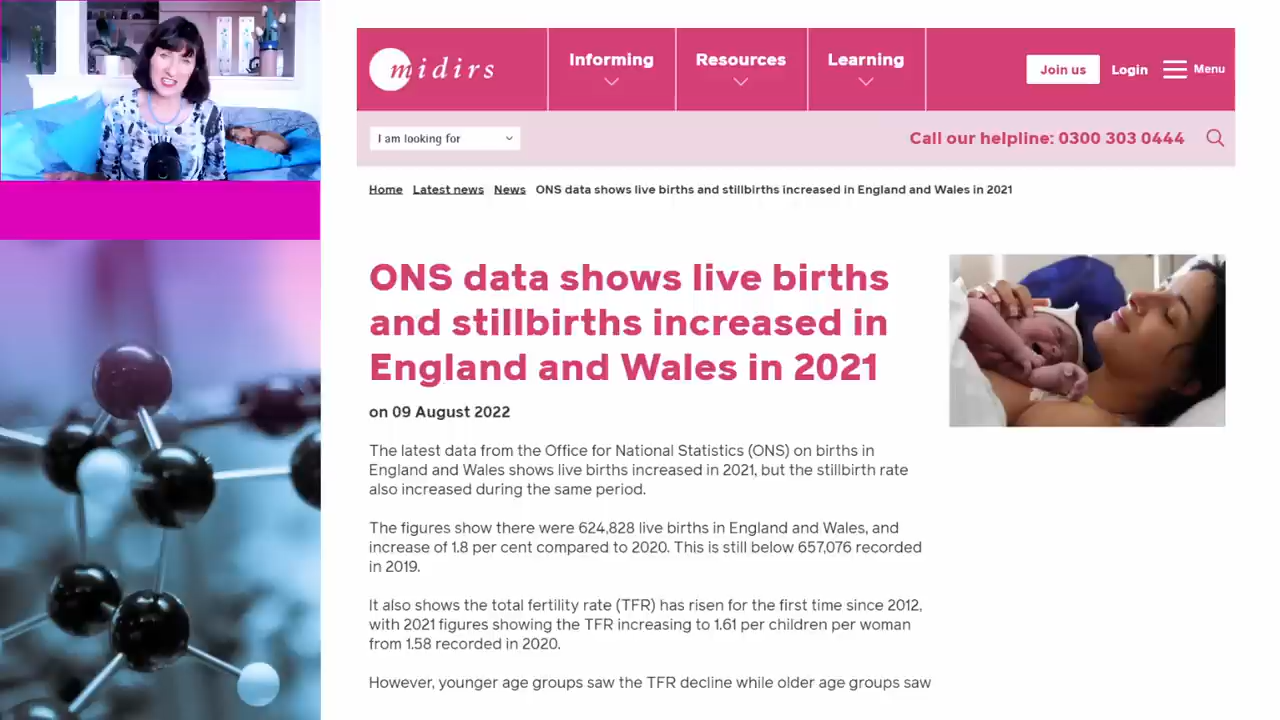 midirs
Informing
Resources
Learning
Join us
Login
Menu
I am looking for
Call our helpline: 0300 303 0444
Home Latest news News ONS data shows live births and stillbirths increased in England and Wales in 2021
ONS data shows live births
and stillbirths increased in
England and Wales in 2021
on 09 August 2022
The latest data from the Office for National Statistics (ONS) on births in
England and Wales shows live births increased in 2021, but the stillbirth rate
also increased during the same period.
The figures show there were 624,828 live births in England and Wales, and
increase of 1.8 per cent compared to 2020. This is still below 657,076 recorded
in 2019.
It also shows the total fertility rate (TFR) has risen for the first time since 2012,
with 2021 figures showing the TFR increasing to 1.61 per children per woman
from 1.58 recorded in 2020.
However, younger age groups saw the TFR decline while older age groups saw